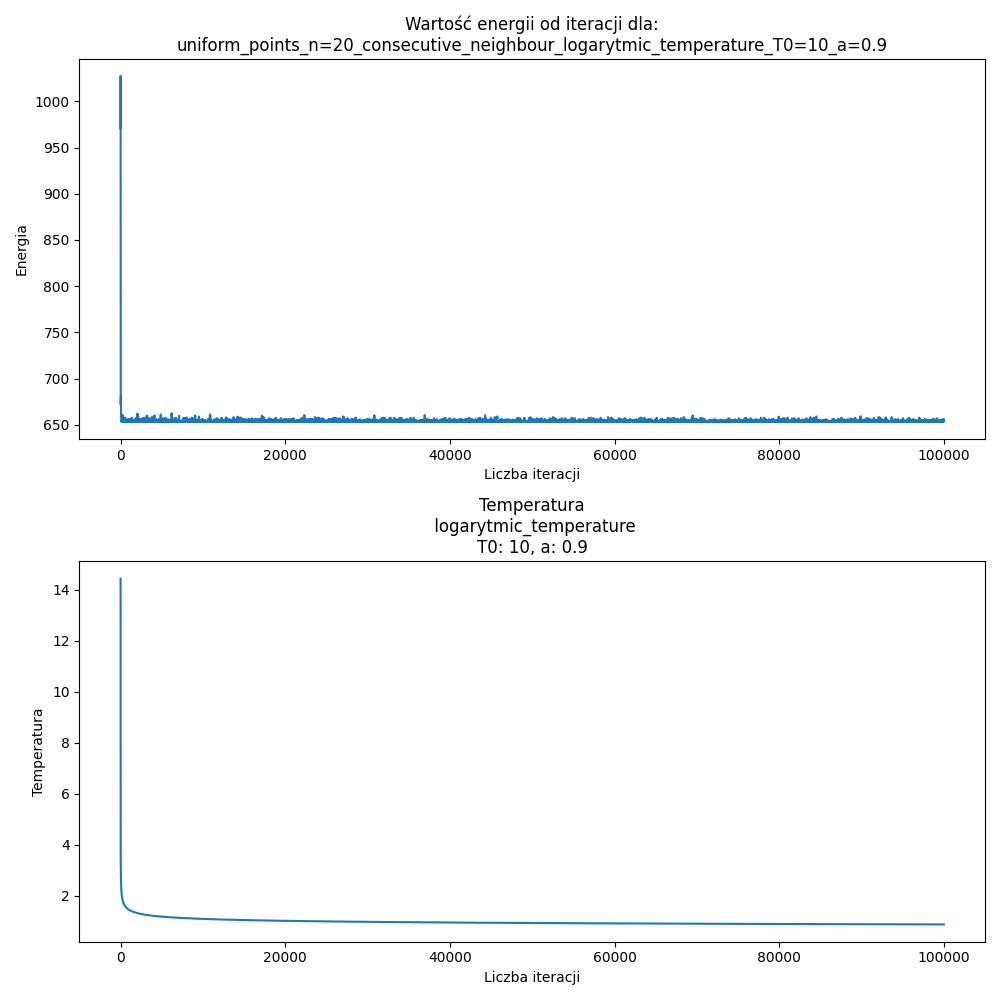 Wartość energii od iteracji dla:
uniform_points_n=20_consecutive_neighbour_logarytmic_temperature_T0=10_a=0.9
1000
950
900
850
800
750
700
650
Energia
0 20000 40000 60000 80000 100000
Liczba iteracji
Temperatura
logarytmic_temperature
T0: 10, a: 0.9
14
12
10
8
6
4
2
Temperatura
0 20000 40000 60000 80000 100000
Liczba iteracji